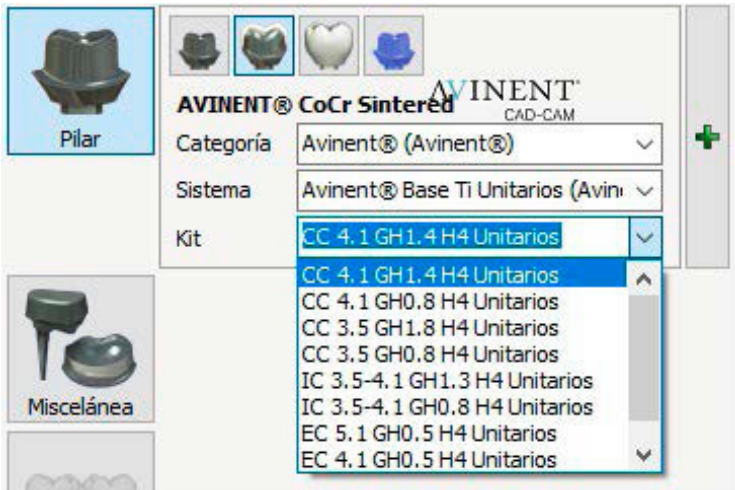 Pilar
AVINENT® CoCr Sintered
AVINENT®
CAD-CAM
Categoría
Avinent® (Avinent®)
Sistema
Avinent® Base Ti Unitarios (Avin
Kit
CC 4.1 GH1.4 H4 Unitarios
CC 4.1 GH1.4 H4 Unitarios
CC 4.1 GH0.8 H4 Unitarios
CC 3.5 GH1.8 H4 Unitarios
CC 3.5 GH0.8 H4 Unitarios
IC 3.5-4.1 GH1.3 H4 Unitarios
IC 3.5-4.1 GH0.8 H4 Unitarios
EC 5.1 GH0.5 H4 Unitarios
EC 4.1 GH0.5 H4 Unitarios
Miscelánea